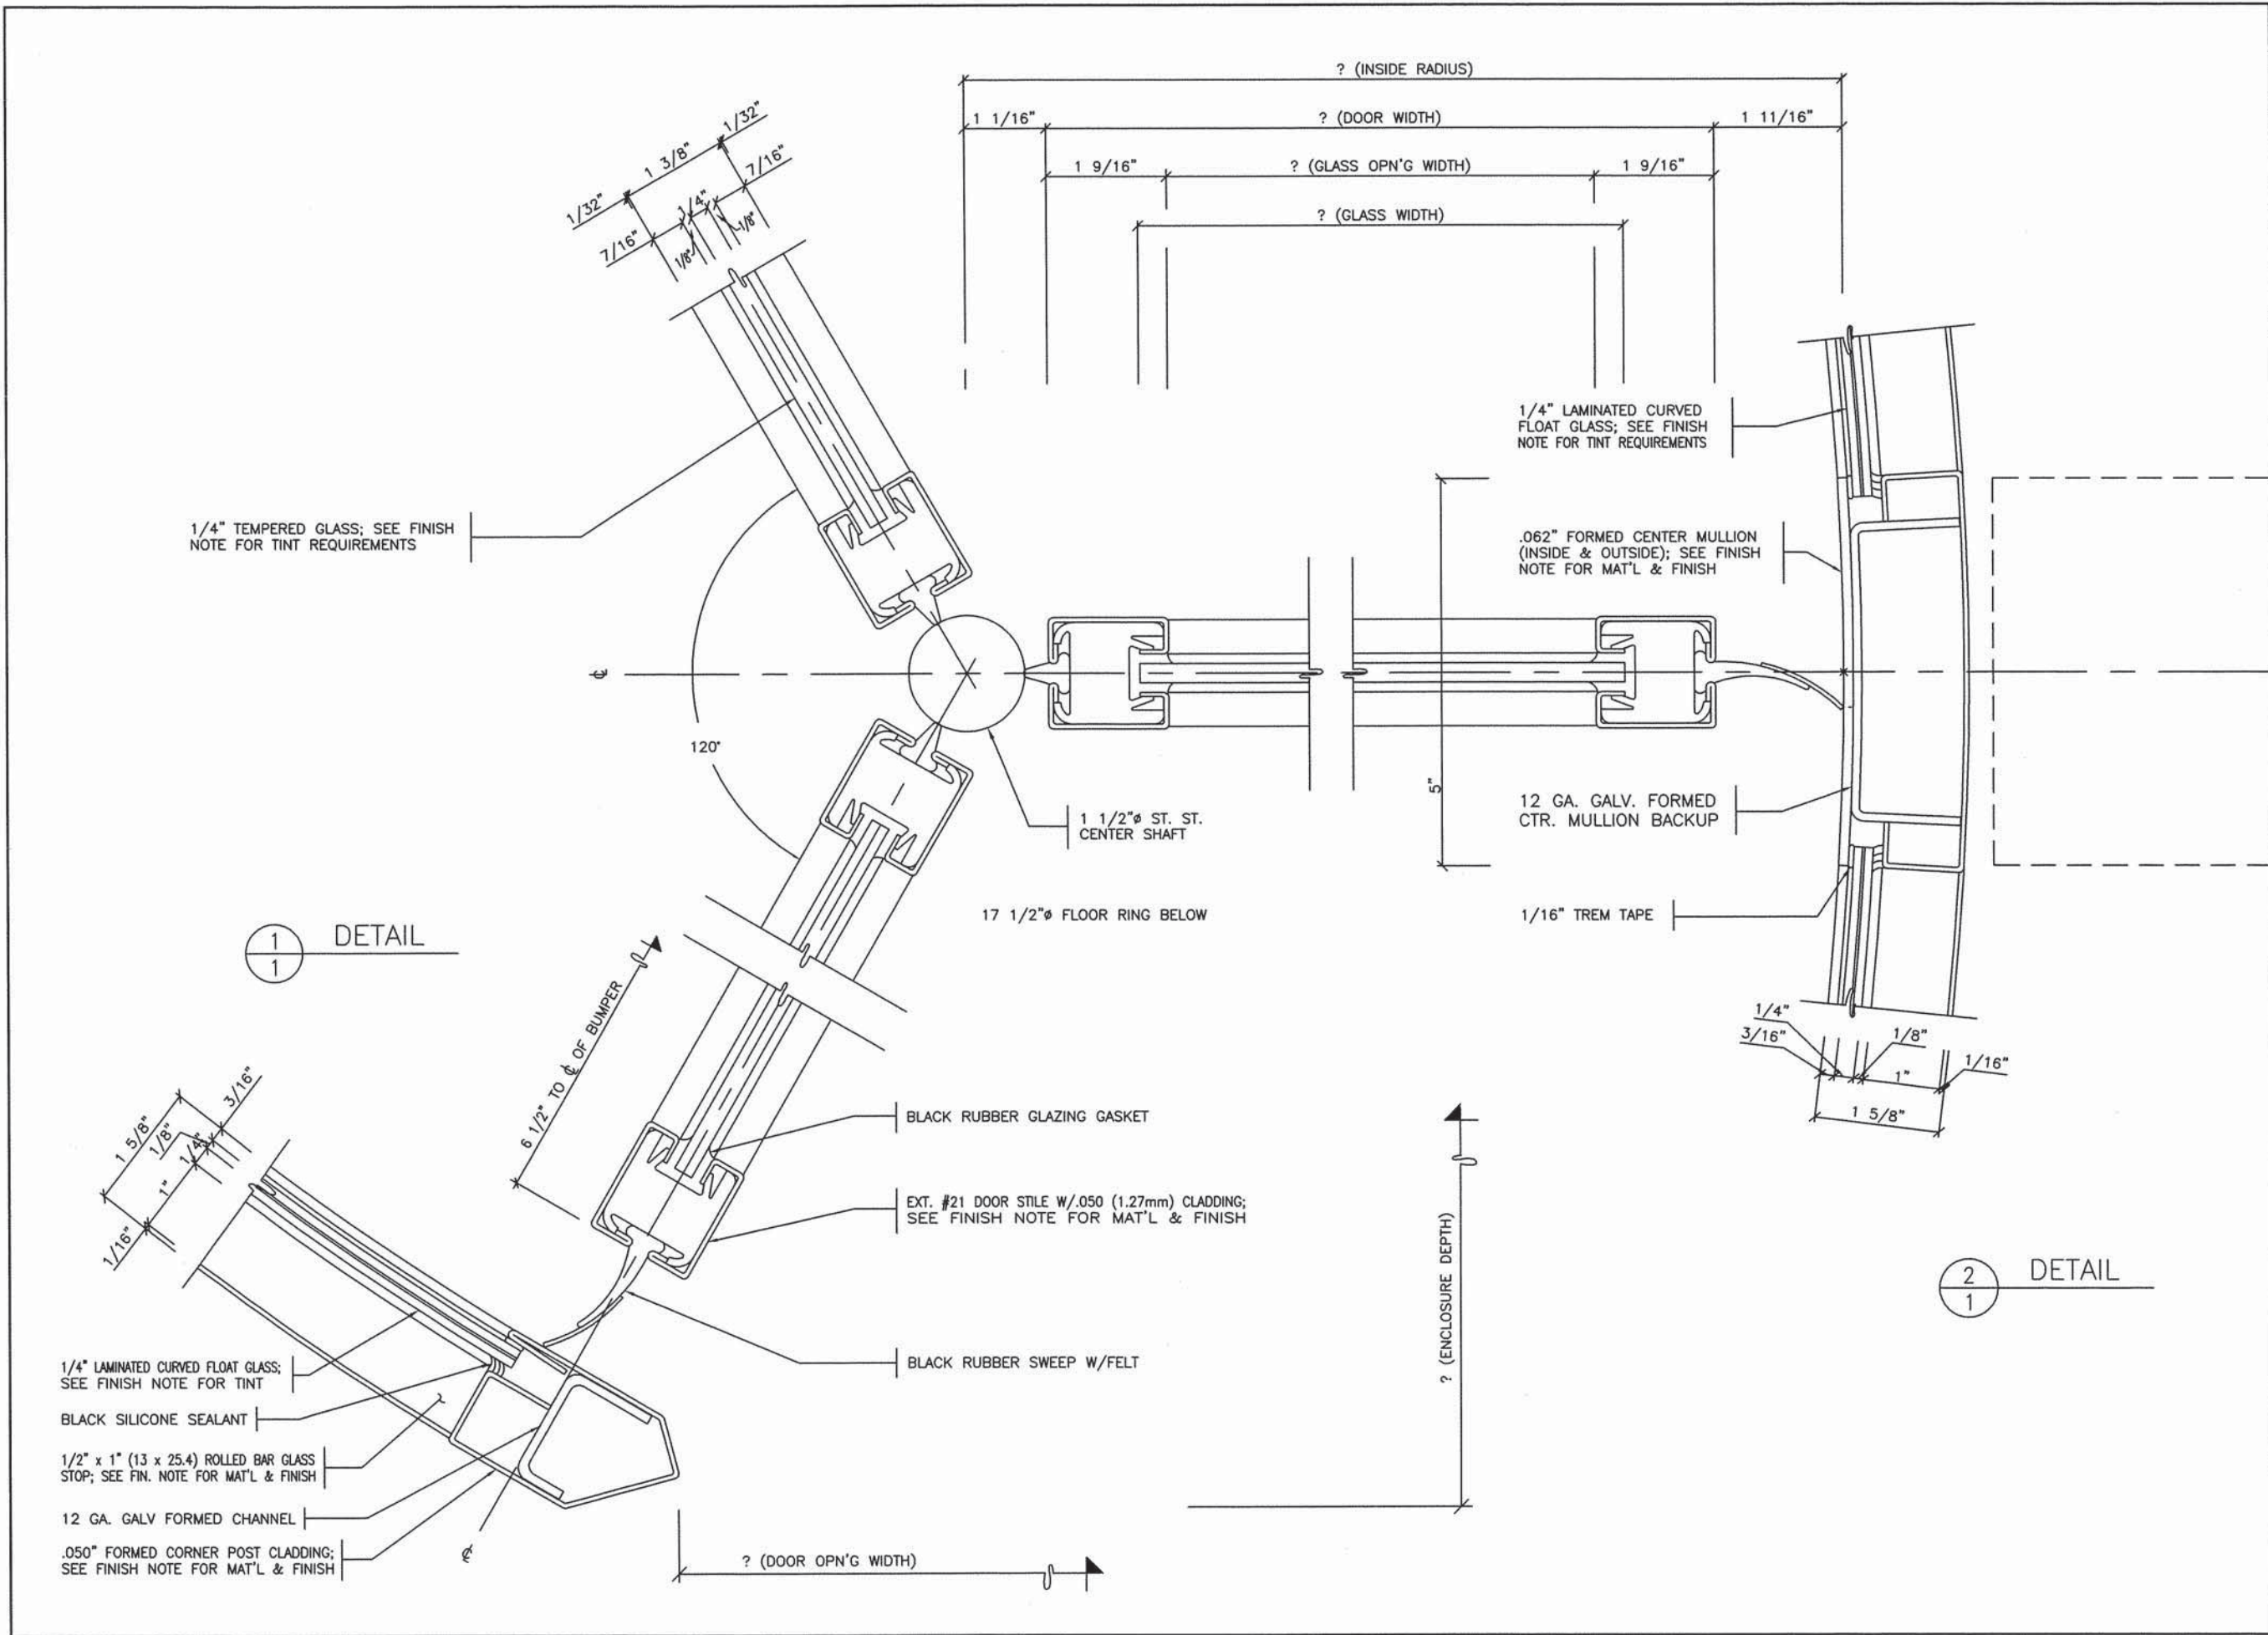 ? (INSIDE RADIUS)
1 1/16"
? (DOOR WIDTH)
1 11/16"
1 9/16"
? (GLASS OPN'G WIDTH)
1 9/16"
? (GLASS WIDTH)
1/32"
1 3/8"
1/32"
7/16"
1/4"
7/16"
1/8"
1/8"
1/4" TEMPERED GLASS; SEE FINISH
NOTE FOR TINT REQUIREMENTS
1/4" LAMINATED CURVED
FLOAT GLASS; SEE FINISH
NOTE FOR TINT REQUIREMENTS
.062" FORMED CENTER MULLION
(INSIDE & OUTSIDE); SEE FINISH
NOTE FOR MAT'L & FINISH
℄
120°
5"
1 1/2"ø ST. ST.
CENTER SHAFT
12 GA. GALV. FORMED
CTR. MULLION BACKUP
17 1/2"ø FLOOR RING BELOW
1/16" TREM TAPE
1
1
DETAIL
6 1/2" TO ℄ OF BUMPER
1/4"
3/16"
1/8"
1"
1/16"
1 5/8"
3/16"
1 5/8"
1/8"
1/4"
1"
1/16"
BLACK RUBBER GLAZING GASKET
EXT. #21 DOOR STILE W/.050 (1.27mm) CLADDING;
SEE FINISH NOTE FOR MAT'L & FINISH
? (ENCLOSURE DEPTH)
2
1
DETAIL
BLACK RUBBER SWEEP W/FELT
1/4" LAMINATED CURVED FLOAT GLASS;
SEE FINISH NOTE FOR TINT
BLACK SILICONE SEALANT
1/2" x 1" (13 x 25.4) ROLLED BAR GLASS
STOP; SEE FIN. NOTE FOR MAT'L & FINISH
12 GA. GALV FORMED CHANNEL
.050" FORMED CORNER POST CLADDING;
SEE FINISH NOTE FOR MAT'L & FINISH
℄
? (DOOR OPN'G WIDTH)